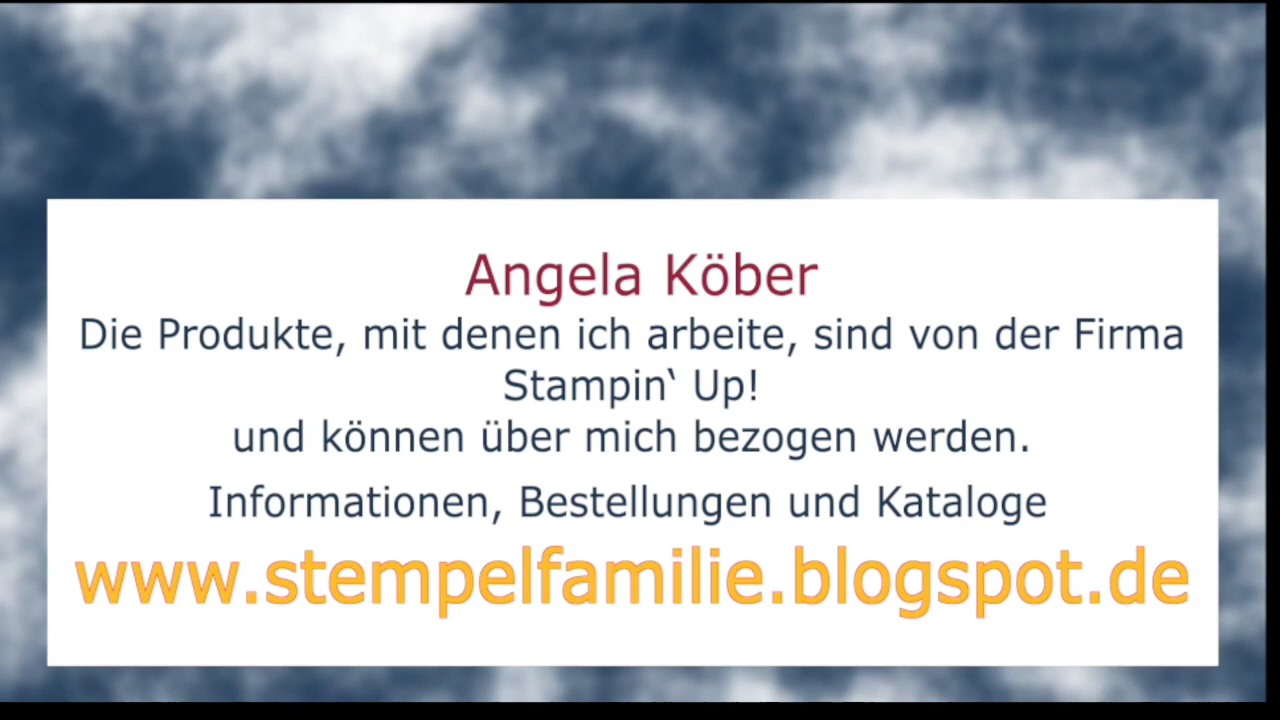 Angela Köber
Die Produkte, mit denen ich arbeite, sind von der Firma
Stampin‛ Up!
und können über mich bezogen werden.
Informationen, Bestellungen und Kataloge
www.stempelfamilie.blogspot.de